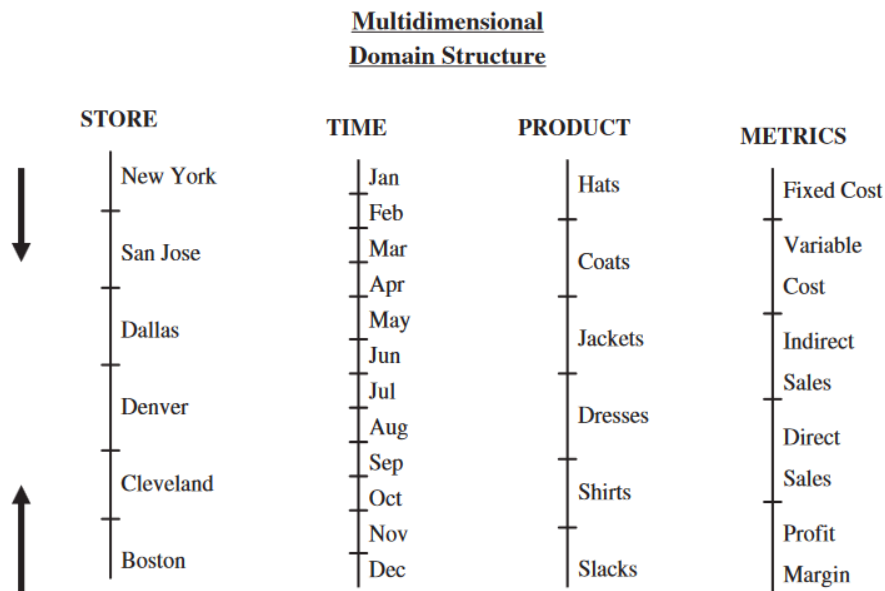 Multidimensional
Domain Structure
STORE
New York
San Jose
Dallas
Denver
Cleveland
Boston
TIME
Jan
Feb
Mar
Apr
May
Jun
Jul
Aug
Sep
Oct
Nov
Dec
PRODUCT
Hats
Coats
Jackets
Dresses
Shirts
Slacks
METRICS
Fixed Cost
Variable
Cost
Indirect
Sales
Direct
Sales
Profit
Margin